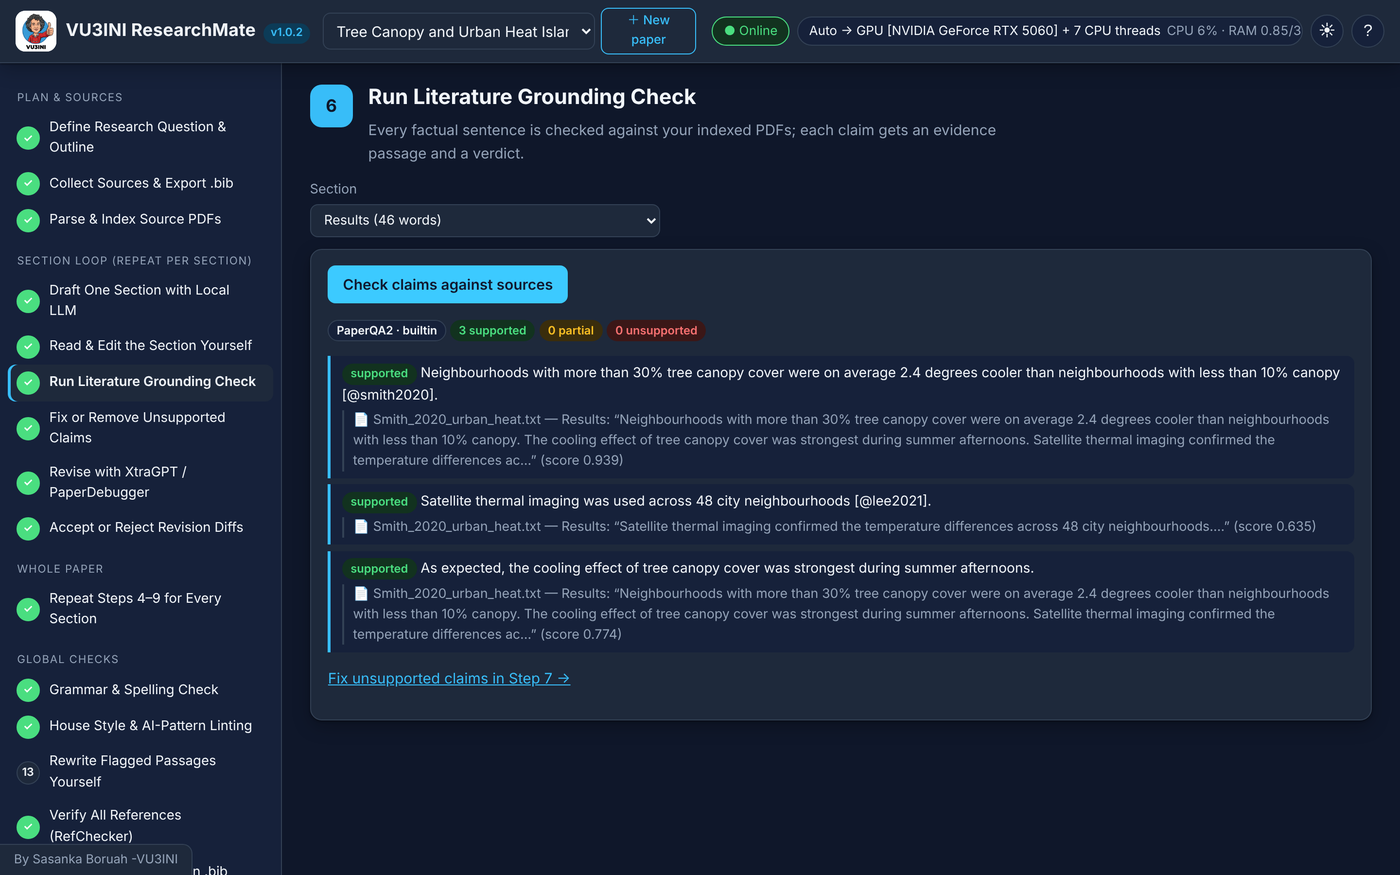 VU3INI
VU3INI ResearchMate v1.0.2
Tree Canopy and Urban Heat Islar
+ New
paper
Online
Auto → GPU [NVIDIA GeForce RTX 5060] + 7 CPU threads CPU 6% · RAM 0.85/3
?
PLAN & SOURCES
Define Research Question &
Outline
Collect Sources & Export .bib
Parse & Index Source PDFs
SECTION LOOP (REPEAT PER SECTION)
Draft One Section with Local
LLM
Read & Edit the Section Yourself
Run Literature Grounding Check
Fix or Remove Unsupported
Claims
Revise with XtraGPT /
PaperDebugger
Accept or Reject Revision Diffs
WHOLE PAPER
Repeat Steps 4–9 for Every
Section
GLOBAL CHECKS
Grammar & Spelling Check
House Style & AI-Pattern Linting
13
Rewrite Flagged Passages
Yourself
Verify All References
(RefChecker)
n .bib
By Sasanka Boruah -VU3INI
6
Run Literature Grounding Check
Every factual sentence is checked against your indexed PDFs; each claim gets an evidence
passage and a verdict.
Section
Results (46 words)
Check claims against sources
PaperQA2 · builtin 3 supported 0 partial 0 unsupported
supported Neighbourhoods with more than 30% tree canopy cover were on average 2.4 degrees cooler than neighbourhoods with less than 10% canopy
[@smith2020].
Smith_2020_urban_heat.txt — Results: “Neighbourhoods with more than 30% tree canopy cover were on average 2.4 degrees cooler than neighbourhoods
with less than 10% canopy. The cooling effect of tree canopy cover was strongest during summer afternoons. Satellite thermal imaging confirmed the
temperature differences ac…” (score 0.939)
supported Satellite thermal imaging was used across 48 city neighbourhoods [@lee2021].
Smith_2020_urban_heat.txt — Results: “Satellite thermal imaging confirmed the temperature differences across 48 city neighbourhoods.…” (score 0.635)
supported As expected, the cooling effect of tree canopy cover was strongest during summer afternoons.
Smith_2020_urban_heat.txt — Results: “Neighbourhoods with more than 30% tree canopy cover were on average 2.4 degrees cooler than neighbourhoods
with less than 10% canopy. The cooling effect of tree canopy cover was strongest during summer afternoons. Satellite thermal imaging confirmed the
temperature differences ac…” (score 0.774)
Fix unsupported claims in Step 7 →